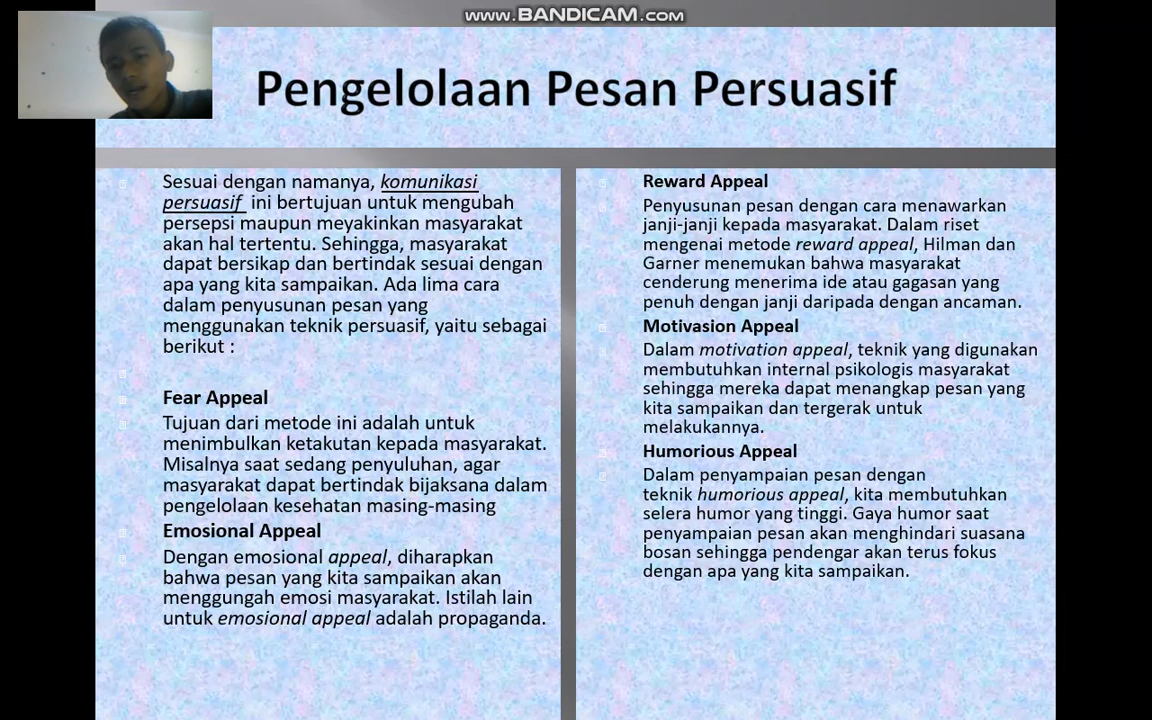 www.BANDICAM.com
Pengelolaan Pesan Persuasif
Sesuai dengan namanya, komunikasi
persuasif ini bertujuan untuk mengubah
persepsi maupun meyakinkan masyarakat
akan hal tertentu. Sehingga, masyarakat
dapat bersikap dan bertindak sesuai dengan
apa yang kita sampaikan. Ada lima cara
dalam penyusunan pesan yang
menggunakan teknik persuasif, yaitu sebagai
berikut :
Fear Appeal
Tujuan dari metode ini adalah untuk
menimbulkan ketakutan kepada masyarakat.
Misalnya saat sedang penyuluhan, agar
masyarakat dapat bertindak bijaksana dalam
pengelolaan kesehatan masing-masing
Emosional Appeal
Dengan emosional appeal, diharapkan
bahwa pesan yang kita sampaikan akan
menggungah emosi masyarakat. Istilah lain
untuk emosional appeal adalah propaganda.
Reward Appeal
Penyusunan pesan dengan cara menawarkan
janji-janji kepada masyarakat. Dalam riset
mengenai metode reward appeal, Hilman dan
Garner menemukan bahwa masyarakat
cenderung menerima ide atau gagasan yang
penuh dengan janji daripada dengan ancaman.
Motivasion Appeal
Dalam motivation appeal, teknik yang digunakan
membutuhkan internal psikologis masyarakat
sehingga mereka dapat menangkap pesan yang
kita sampaikan dan tergerak untuk
melakukannya.
Humorious Appeal
Dalam penyampaian pesan dengan
teknik humorious appeal, kita membutuhkan
selera humor yang tinggi. Gaya humor saat
penyampaian pesan akan menghindari suasana
bosan sehingga pendengar akan terus fokus
dengan apa yang kita sampaikan.